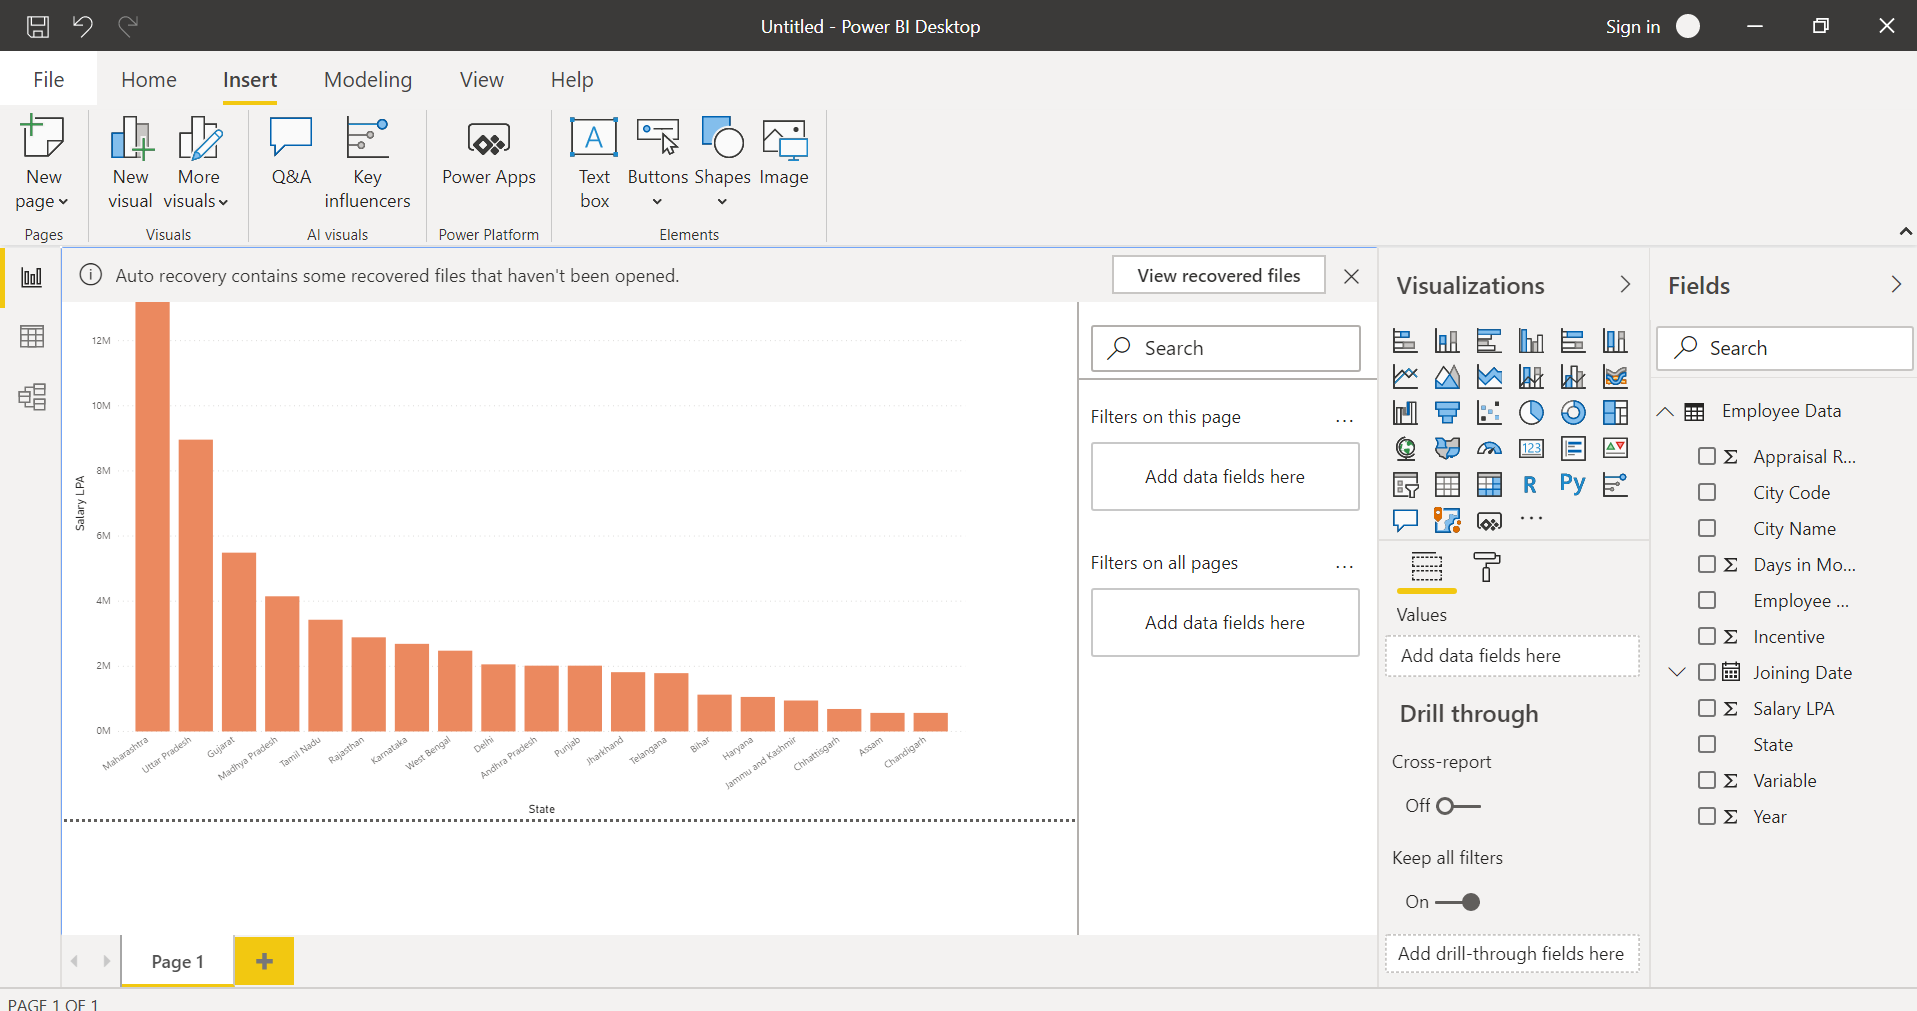 Untitled - Power BI Desktop
Sign in
File Home Insert Modeling View Help
New page
New visual
More visuals
Q&A
Key influencers
Power Apps
Text box
Buttons
Shapes
Image
Pages
Visuals
AI visuals
Power Platform
Elements
Auto recovery contains some recovered files that haven't been opened.
View recovered files
12M
10M
8M
6M
4M
2M
0M
Salary LPA
Maharashtra
Uttar Pradesh
Gujarat
Madhya Pradesh
Tamil Nadu
Rajasthan
Karnataka
West Bengal
Delhi
Andhra Pradesh
Punjab
Jharkhand
Telangana
Bihar
Haryana
Jammu and Kashmir
Chhattisgarh
Assam
Chandigarh
State
Search
Filters on this page
...
Add data fields here
Filters on all pages
...
Add data fields here
Visualizations
123
R
Py
...
Values
Add data fields here
Drill through
Cross-report
Off
Keep all filters
On
Add drill-through fields here
Fields
Search
Employee Data
Σ Appraisal R...
City Code
City Name
Σ Days in Mo...
Employee ...
Σ Incentive
Joining Date
Σ Salary LPA
State
Σ Variable
Σ Year
Page 1
PAGE 1 OF 1